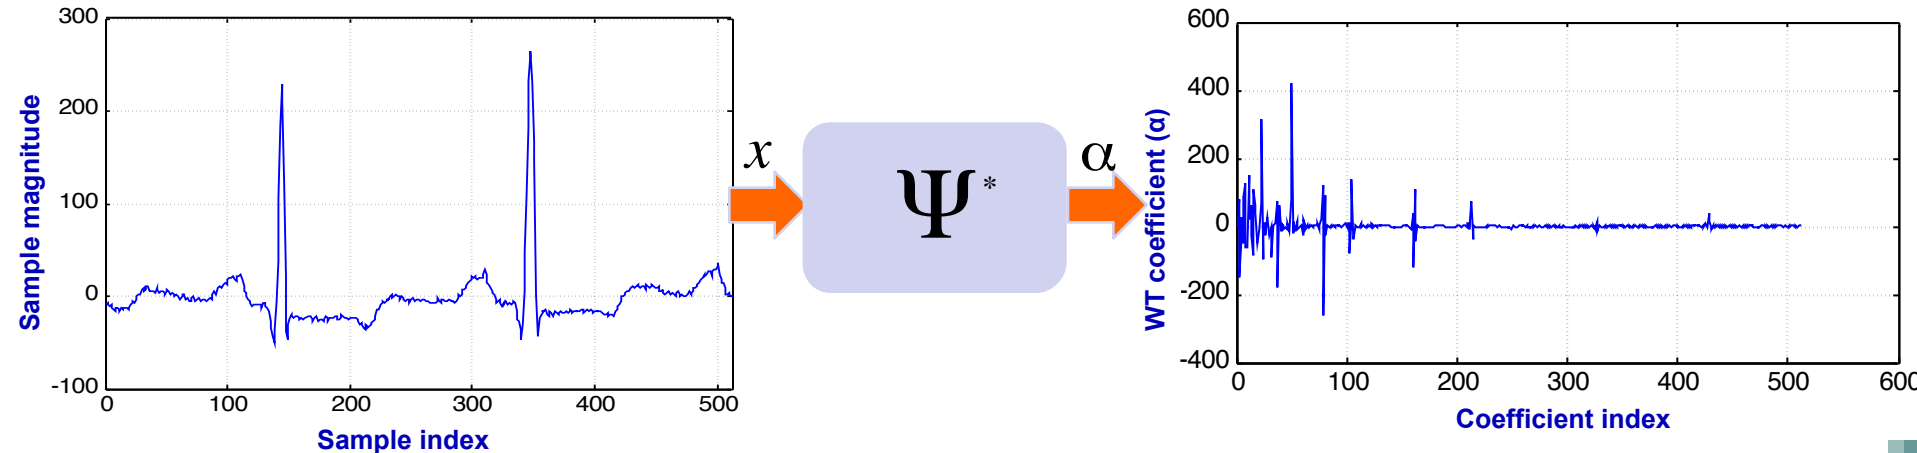 300
200
100
0
-100
0 100 200 300 400 500
Sample magnitude
Sample index
x
Ψ*
α
600
400
200
0
-200
-400
0 100 200 300 400 500 600
WT coefficient (α)
Coefficient index